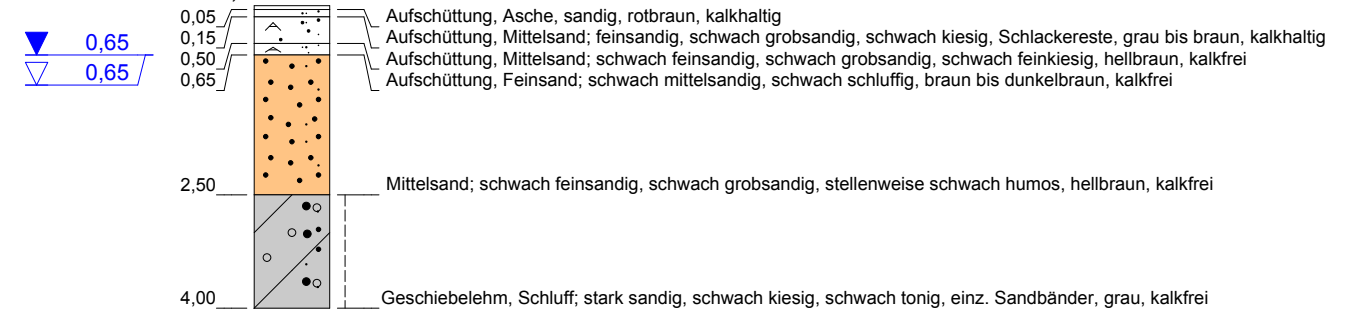 0,05 Aufschüttung, Asche, sandig, rotbraun, kalkhaltig
0,65 0,15 Aufschüttung, Mittelsand; feinsandig, schwach grobsandig, schwach kiesig, Schlackereste, grau bis braun, kalkhaltig
0,50 Aufschüttung, Mittelsand; schwach feinsandig, schwach grobsandig, schwach feinkiesig, hellbraun, kalkfrei
0,65 0,65 Aufschüttung, Feinsand; schwach mittelsandig, schwach schluffig, braun bis dunkelbraun, kalkfrei
2,50 Mittelsand; schwach feinsandig, schwach grobsandig, stellenweise schwach humos, hellbraun, kalkfrei
4,00 Geschiebelehm, Schluff; stark sandig, schwach kiesig, schwach tonig, einz. Sandbänder, grau, kalkfrei